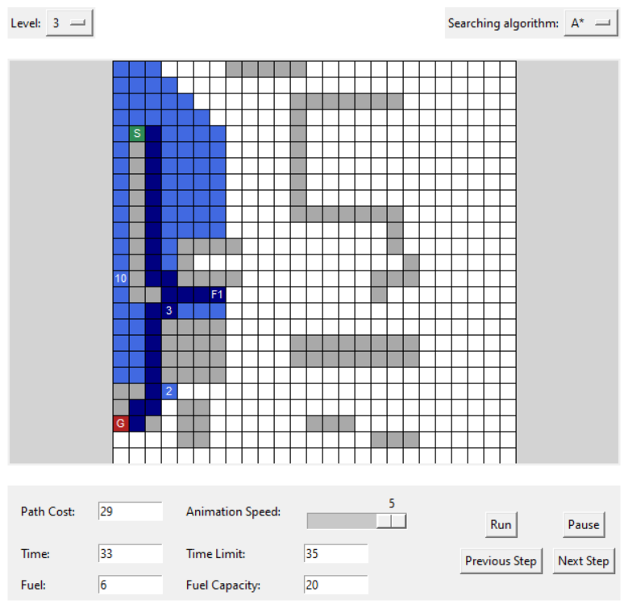 Level: 3 Searching algorithm: A*
S
10 F1
3
2
G
5
Path Cost: 29 Animation Speed:
Run Pause
Time: 33 Time Limit: 35
Previous Step Next Step
Fuel: 6 Fuel Capacity: 20